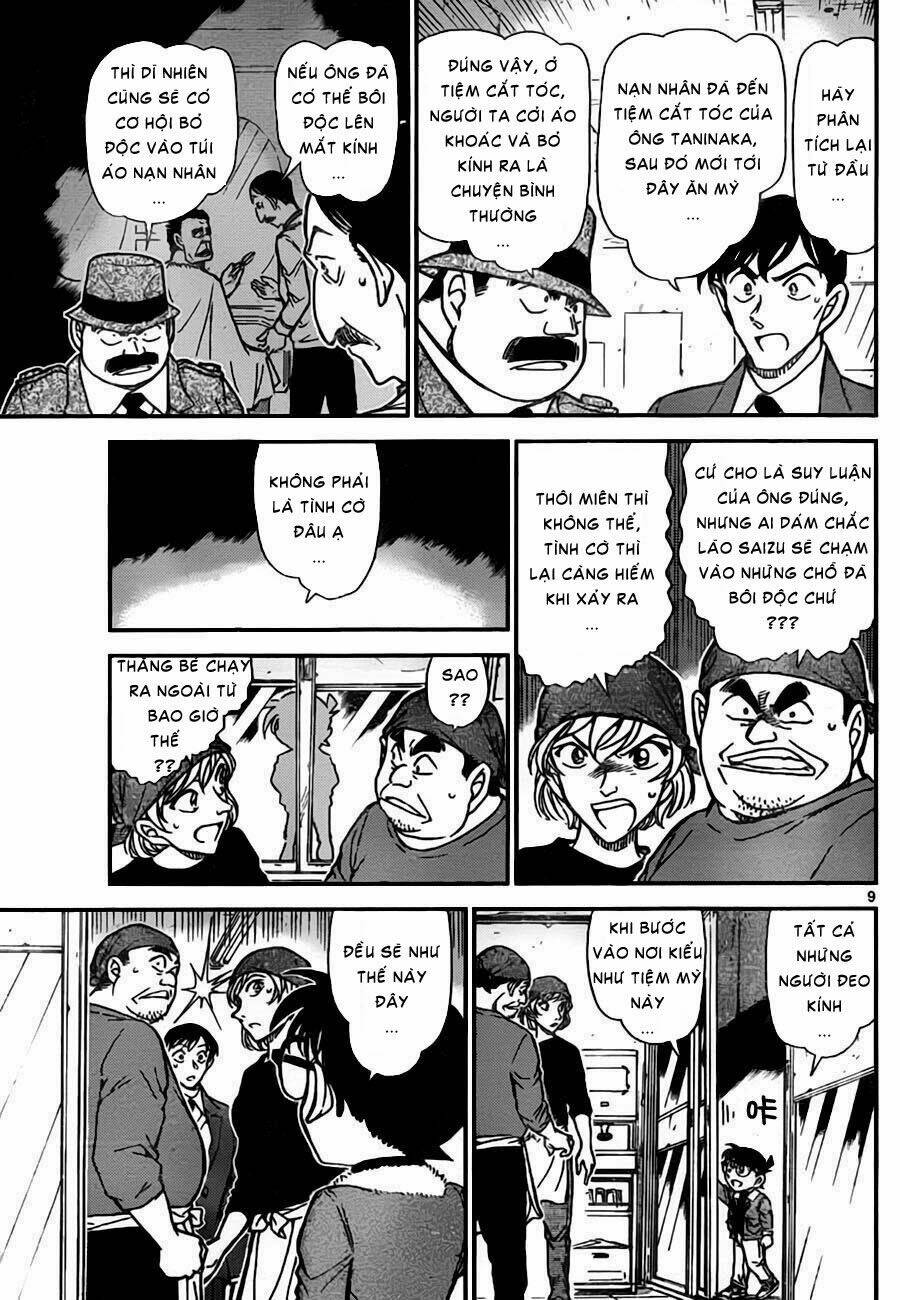 HÃY
PHÂN
TÍCH LẠI
TỪ ĐẦU
...
NẠN NHÂN ĐÃ ĐẾN
TIỆM CẮT TÓC CỦA
ÔNG TANINAKA,
SAU ĐÓ MỚI TỚI
ĐÂY ĂN MỲ
...
ĐÚNG VẬY, Ở
TIỆM CẮT TÓC,
NGƯỜI TA CỞI ÁO
KHOÁC VÀ BỎ
KÍNH RA LÀ
CHUYỆN BÌNH
THƯỜNG
...
NẾU ÔNG ĐÃ
CÓ THỂ BÔI
ĐỘC LÊN
MẮT KÍNH
...
THÌ DĨ NHIÊN
CŨNG SẼ CÓ
CƠ HỘI BỎ
ĐỘC VÀO TÚI
ÁO NẠN NHÂN
...
CỨ CHO LÀ SUY LUẬN
CỦA ÔNG ĐÚNG,
NHƯNG AI DÁM CHẮC
LÃO SAIZU SẼ CHẠM
VÀO NHỮNG CHỖ ĐÃ
BÔI ĐỘC CHỨ
???
THÔI MIÊN THÌ
KHÔNG THỂ,
TÌNH CỜ THÌ
LẠI CÀNG HIẾM
KHI XẢY RA
...
KHÔNG PHẢI
LÀ TÌNH CỜ
ĐÂU Ạ
...
SAO
??
THẰNG BÉ CHẠY
RA NGOÀI TỪ
BAO GIỜ
THẾ
??
9
TẤT CẢ
NHỮNG
NGƯỜI ĐEO
KÍNH
...
KHI BƯỚC
VÀO NƠI KIỂU
NHƯ TIỆM MỲ
NÀY
...
咔
ĐỀU SẼ NHƯ
THẾ NÀY
ĐÂY
...